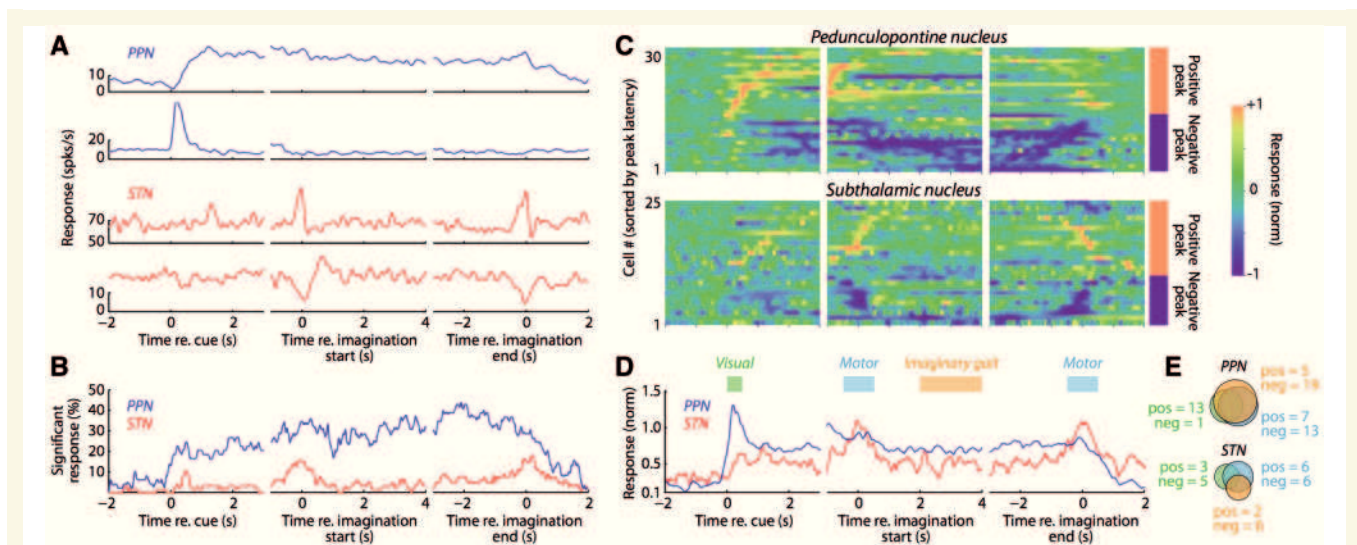 A
PPN
10
0
20
0
STN
70
50
10
0
Response (spks/s)
−2 0 2 0 2 4 −2 0 2
Time re. cue (s)
Time re. imagination
start (s)
Time re. imagination
end (s)
B
PPN
STN
50
40
30
20
10
Significant
response (%)
−2 0 2 0 2 4 −2 0 2
Time re. cue (s)
Time re. imagination
start (s)
Time re. imagination
end (s)
C
Pedunculopontine nucleus
30
1
Positive
peak
Negative
peak
Subthalamic nucleus
25
1
Positive
peak
Negative
peak
Cell # (sorted by peak latency)
+1
0
-1
Response (norm)
D
Visual
Motor
Imaginary gait
Motor
PPN
STN
1.5
1.0
0.5
0.1
Response (norm)
−2 0 2 0 2 4 −2 0 2
Time re. cue (s)
Time re. imagination
start (s)
Time re. imagination
end (s)
E
PPN
pos = 5
pos = 13
neg = 1
pos = 7
neg = 13
STN
pos = 3
neg = 5
pos = 6
neg = 6
pos = 2